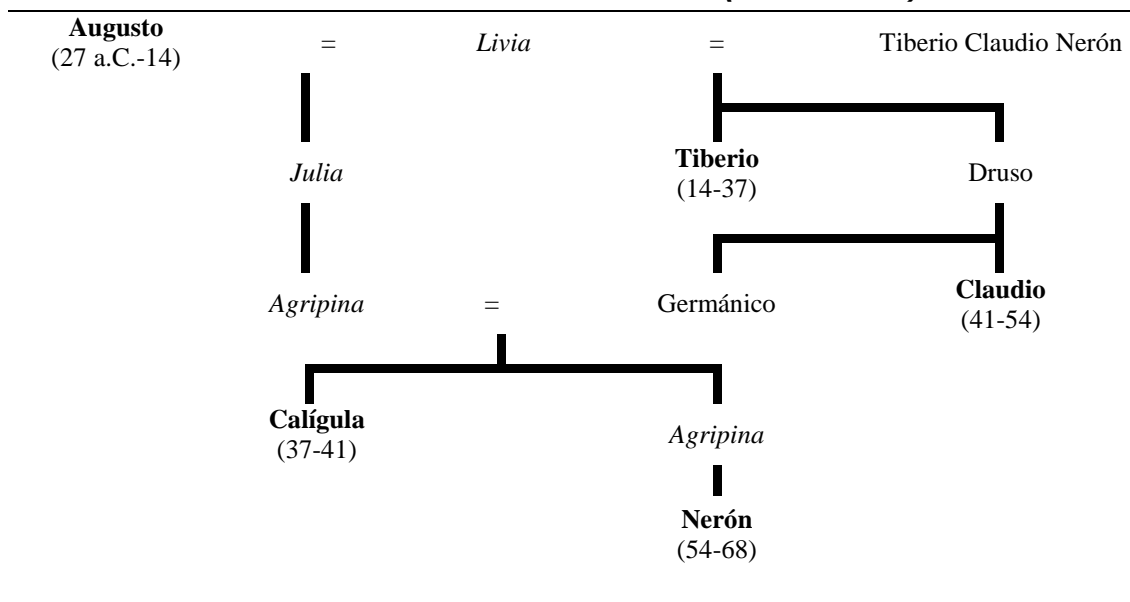 Augusto
(27 a.C.-14)
=
Livia
=
Tiberio Claudio Nerón
Julia
Tiberio
(14-37)
Druso
Agripina
=
Germánico
Claudio
(41-54)
Calígula
(37-41)
Agripina
Nerón
(54-68)